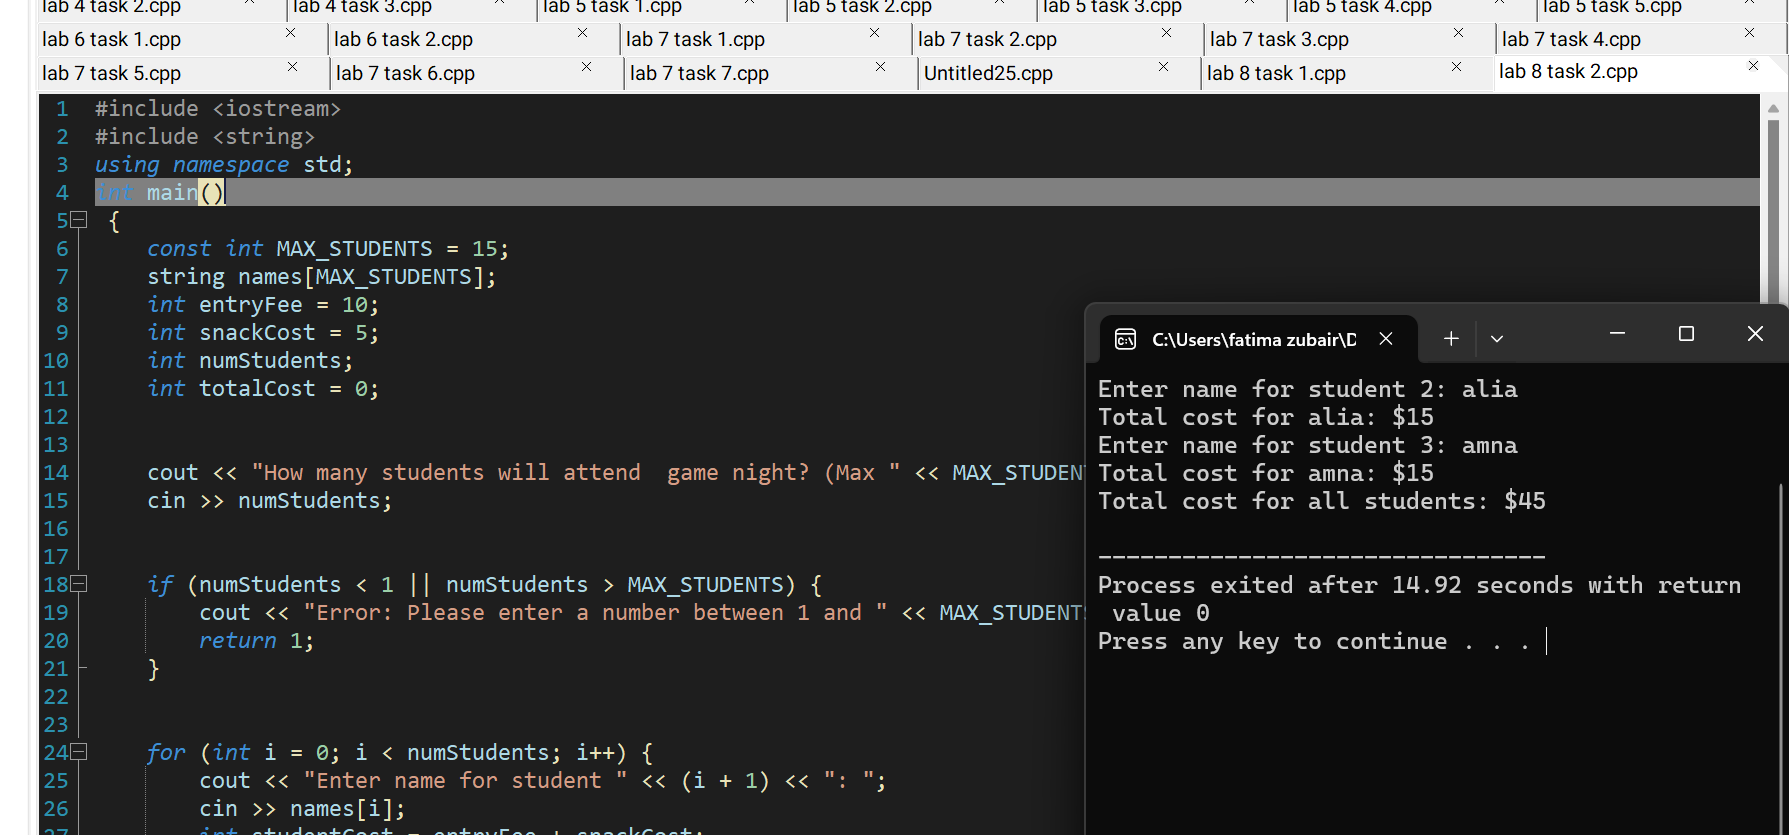 lab 4 task 2.cpp lab 4 task 3.cpp lab 5 task 1.cpp lab 5 task 2.cpp lab 5 task 3.cpp lab 5 task 4.cpp lab 5 task 5.cpp
lab 6 task 1.cpp lab 6 task 2.cpp lab 7 task 1.cpp lab 7 task 2.cpp lab 7 task 3.cpp lab 7 task 4.cpp
lab 7 task 5.cpp lab 7 task 6.cpp lab 7 task 7.cpp Untitled25.cpp lab 8 task 1.cpp lab 8 task 2.cpp
1 #include <iostream>
2 #include <string>
3 using namespace std;
4 int main()
5 {
6 const int MAX_STUDENTS = 15;
7 string names[MAX_STUDENTS];
8 int entryFee = 10;
9 int snackCost = 5;
10 int numStudents;
11 int totalCost = 0;
12
13
14 cout << "How many students will attend  game night? (Max " << MAX_STUDEN
15 cin >> numStudents;
16
17
18 if (numStudents < 1 || numStudents > MAX_STUDENTS) {
19 cout << "Error: Please enter a number between 1 and " << MAX_STUDENTS
20 return 1;
21 }
22
23
24 for (int i = 0; i < numStudents; i++) {
25 cout << "Enter name for student " << (i + 1) << ": ";
26 cin >> names[i];
27 int studentCost = entryFee + snackCost;
C:\Users\fatima zubair\D
Enter name for student 2: alia
Total cost for alia: $15
Enter name for student 3: amna
Total cost for amna: $15
Total cost for all students: $45
--------------------------------
Process exited after 14.92 seconds with return
value 0
Press any key to continue . . .